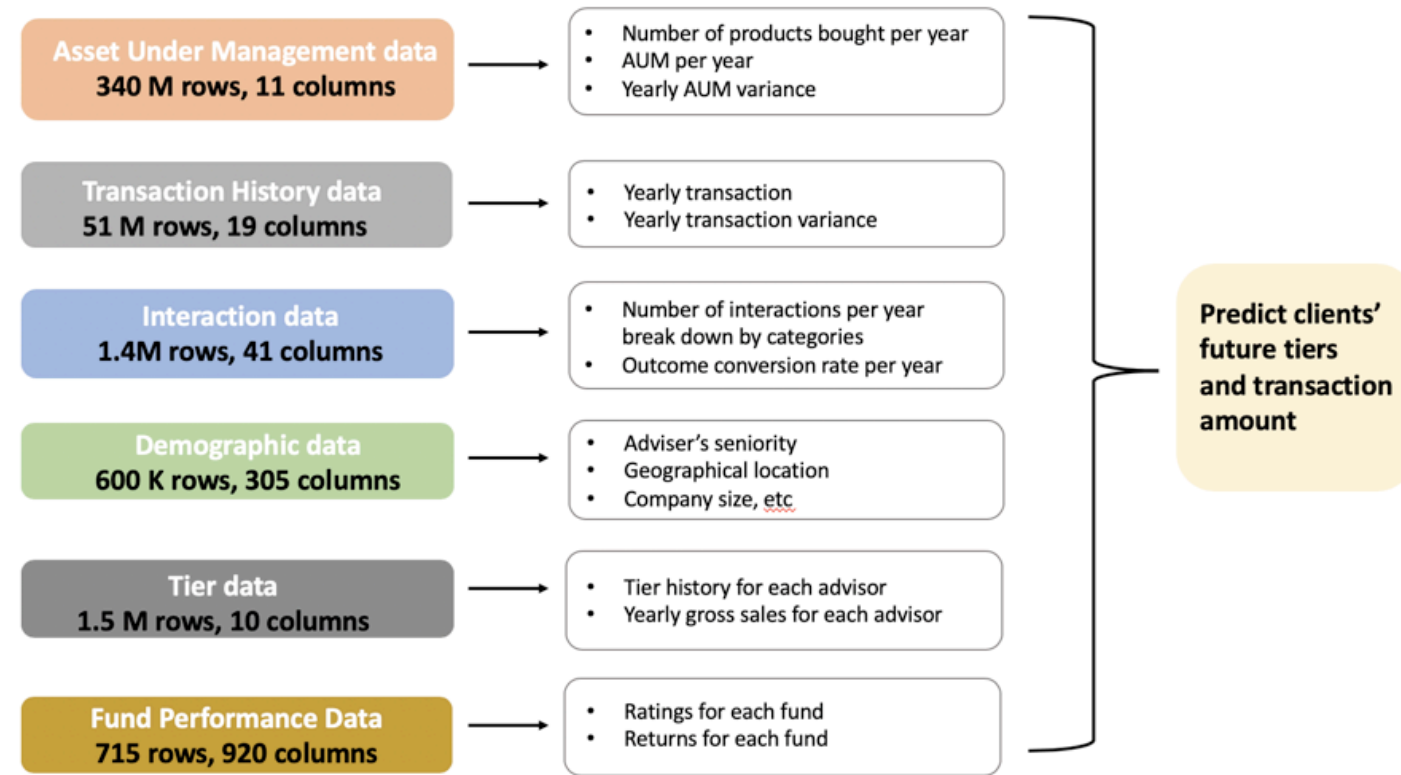 Asset Under Management data
340 M rows, 11 columns
• Number of products bought per year
• AUM per year
• Yearly AUM variance
Transaction History data
51 M rows, 19 columns
• Yearly transaction
• Yearly transaction variance
Interaction data
1.4M rows, 41 columns
• Number of interactions per year
break down by categories
• Outcome conversion rate per year
Demographic data
600 K rows, 305 columns
• Adviser's seniority
• Geographical location
• Company size, etc
Tier data
1.5 M rows, 10 columns
• Tier history for each advisor
• Yearly gross sales for each advisor
Fund Performance Data
715 rows, 920 columns
• Ratings for each fund
• Returns for each fund
Predict clients'
future tiers
and transaction
amount